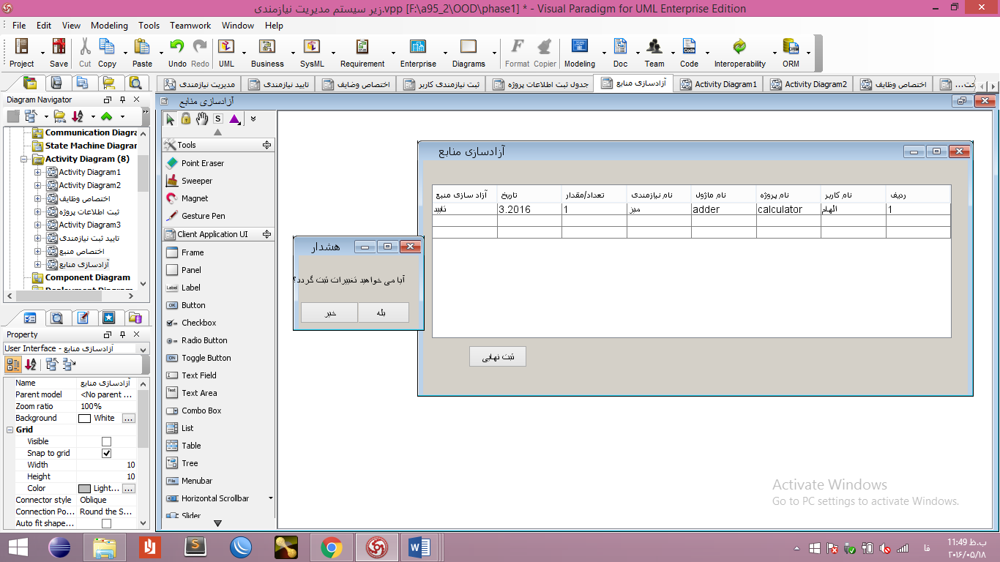 زیر سیستم مدیریت نیازمندی.vpp [F:\a95_2\OOD\phase1] * - Visual Paradigm for UML Enterprise Edition
File Edit View Modeling Tools Teamwork Window Help
Project Save Cut Copy Paste Undo Redo UML Business SysML Requirement Enterprise Diagrams Format Copier Modeling Doc Team Code Interoperability ORM
مدیریت نیازمندی
تایید نیازمندی
اختصاص وضایف
ثبت نیازمندی کاربر
جدول ثبت اطلاعات پروژه
آزادسازی منابع
Activity Diagram1
Activity Diagram2
اختصاص وظایف
Diagram Navigator
Communication Diagra
State Machine Diagrar
Activity Diagram (8)
Activity Diagram1
Activity Diagram2
اختصاص وظایف
ثبت اطلاعات پروژه
Activity Diagram3
تایید ثبت نیازمندی
اختصاص منبع
آزادسازی منابع
Component Diagram
Property
User Interface - آزادسازی منابع
Name آزادسازی منابع
Parent model <No parent ...
Zoom ratio 100%
Background White ...
Grid
Visible
Snap to grid
Width 10
Height 10
Color Light... ...
Connector style Oblique
Connection Po... Round the S...
Auto fit shape...
آزادسازی منابع
S
Tools
Point Eraser
Sweeper
Magnet
Gesture Pen
Client Application UI
Frame
Panel
Label Label
OK Button
Checkbox
Radio Button
ON Toggle Button
Text Field
Text Text Area
Combo Box
List
Table
Tree
File Menubar
Horizontal Scrollbar
Slider
آزادسازی منابع
ردیف نام کاربر نام پروژه نام ماژول نام نیازمندی تعداد/مقدار تاریخ آزاد سازی منبع
1 الهام calculator adder میز 1 3.2016 تایید
ثبت نهایی
هشدار
آیا می خواهید تغییرات ثبت گردد؟
بله
خیر
Activate Windows
Go to PC settings to activate Windows.
فا
11:49 ب.ظ
۲۰۱۶/۰۵/۱۸